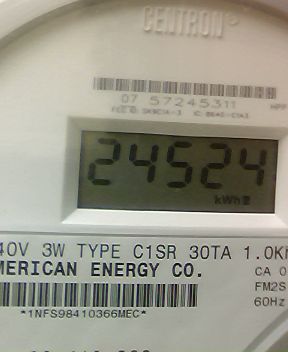 CENTRON
07 57245311
24524
kWh
40V 3W TYPE C1SR 30TA 1.0K
MERICAN ENERGY CO.
CA 0
FM2S
60Hz
*1NFS98410366MEC*